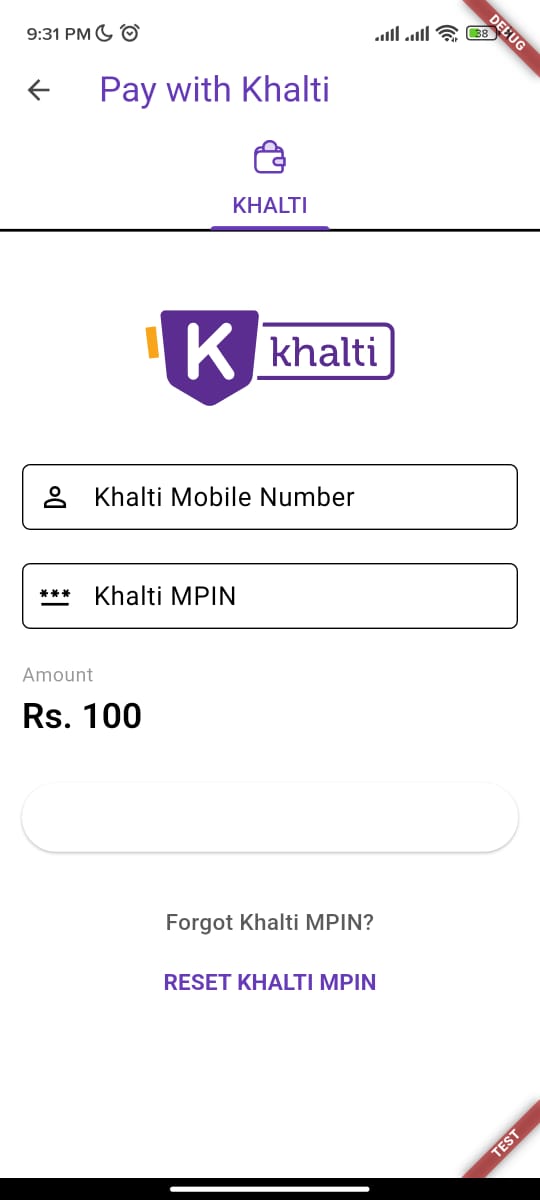 9:31 PM
38
DEBUG
Pay with Khalti
KHALTI
K khalti
Khalti Mobile Number
*** Khalti MPIN
Amount
Rs. 100
Forgot Khalti MPIN?
RESET KHALTI MPIN
TEST